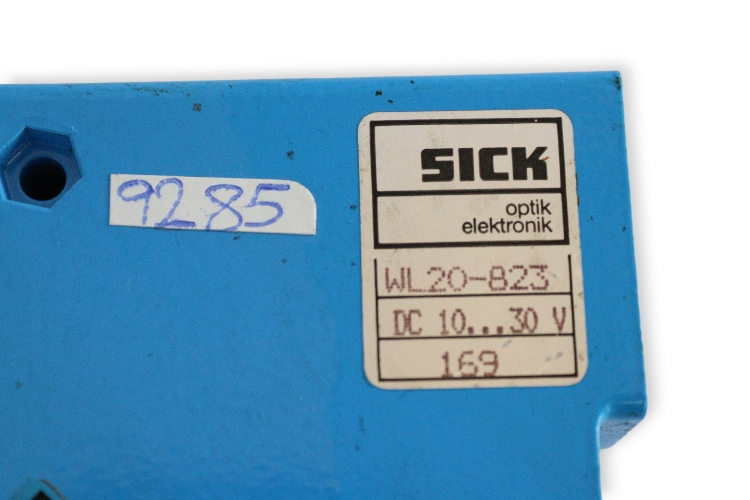 9285
SICK
optik
elektronik
WL20-823
DC 10...30 V
169